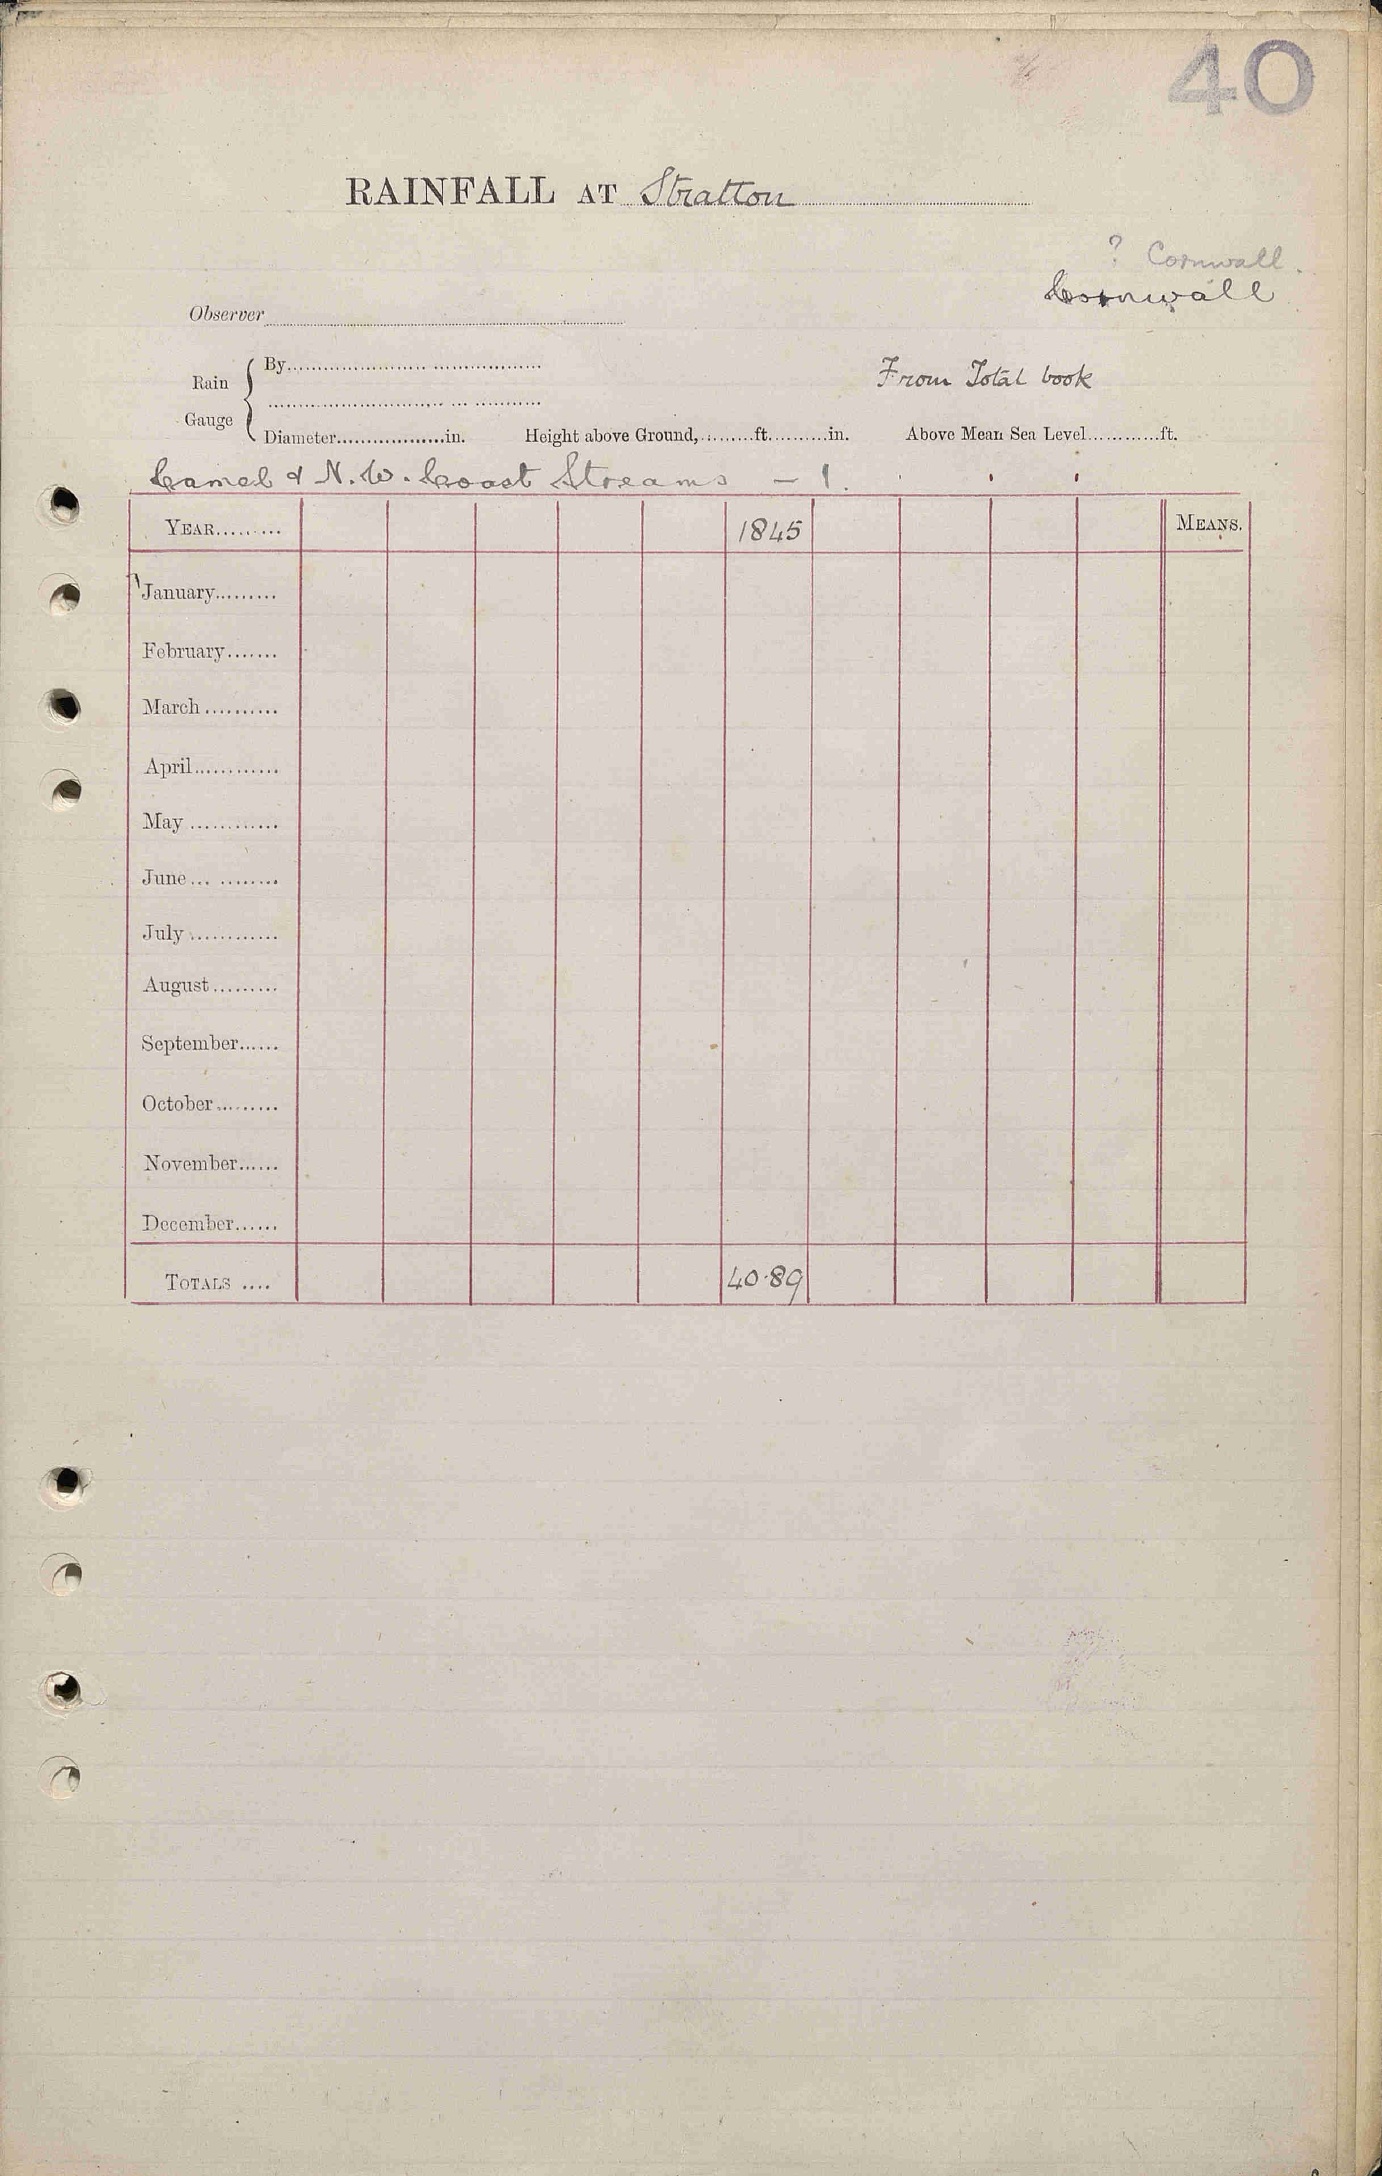 40
RAINFALL AT Stratton
? Cornwall.
Cornwall
Observer
Rain Gauge { By
From Total book
Diameter..................in. Height above Ground,.........ft..........in. Above Mean Sea Level............ft.
Camel & N.W. Coast Streams — 1.
YEAR......... 1845 MEANS.
January.........
February.......
March..........
April............
May............
June............
July............
August.........
September......
October.........
November......
December......
TOTALS .... 40.89